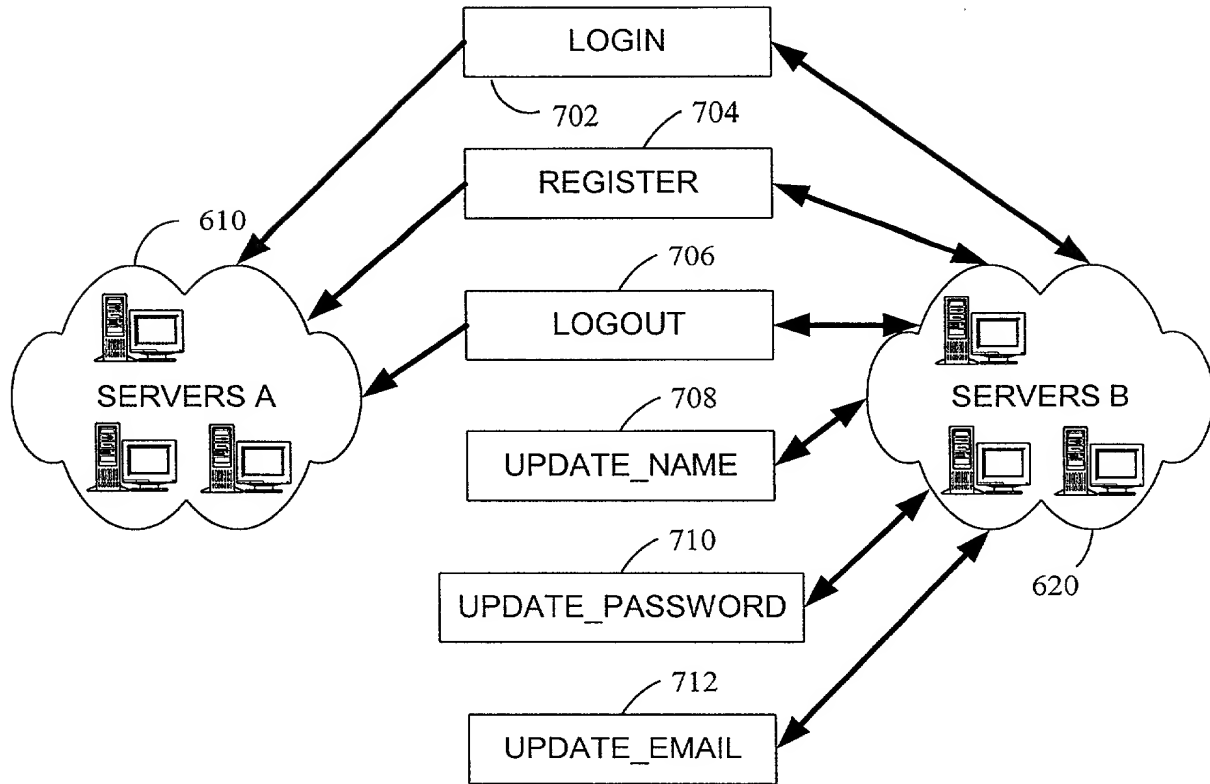 LOGIN
702
704
REGISTER
610
706
LOGOUT
SERVERS A
SERVERS B
708
UPDATE_NAME
710
UPDATE_PASSWORD
620
712
UPDATE_EMAIL